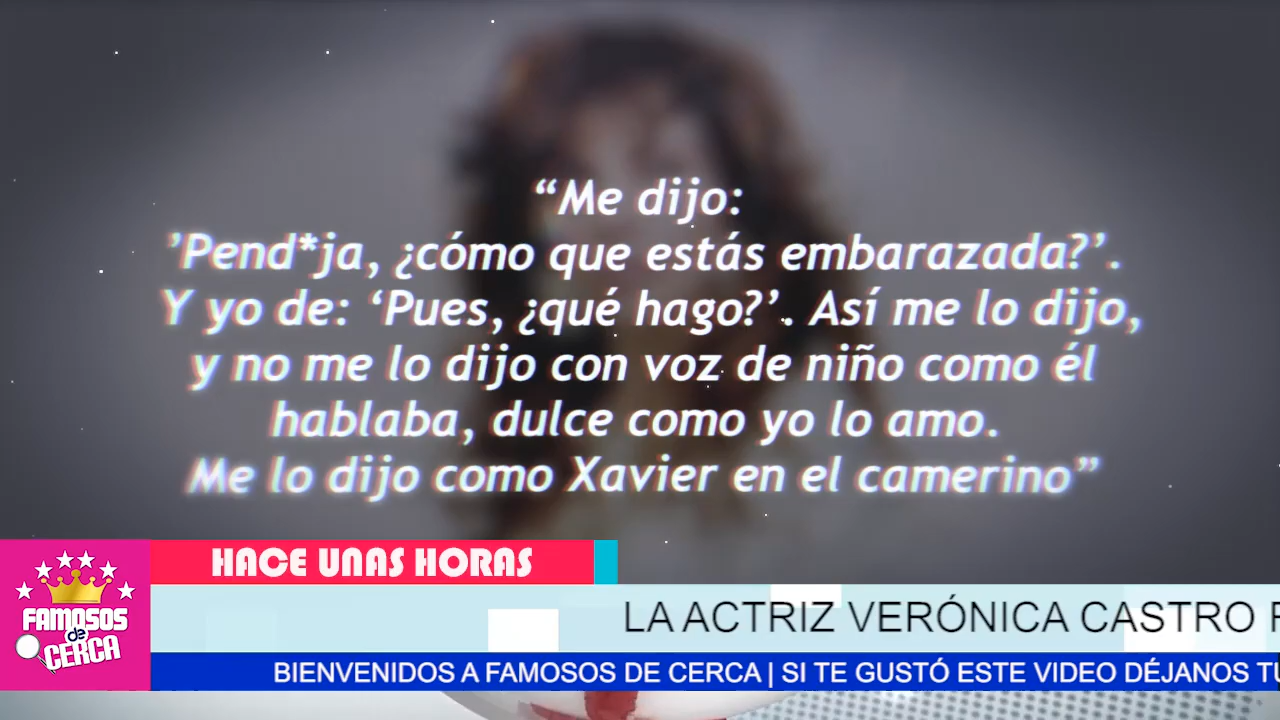 “Me dijo:
’Pend*ja, ¿cómo que estás embarazada?’.
Y yo de: ‘Pues, ¿qué hago?’. Así me lo dijo,
y no me lo dijo con voz de niño como él
hablaba, dulce como yo lo amo.
Me lo dijo como Xavier en el camerino”
HACE UNAS HORAS
FAMOSOS
de
CERCA
LA ACTRIZ VERÓNICA CASTRO
BIENVENIDOS A FAMOSOS DE CERCA | SI TE GUSTÓ ESTE VIDEO DÉJANOS TU